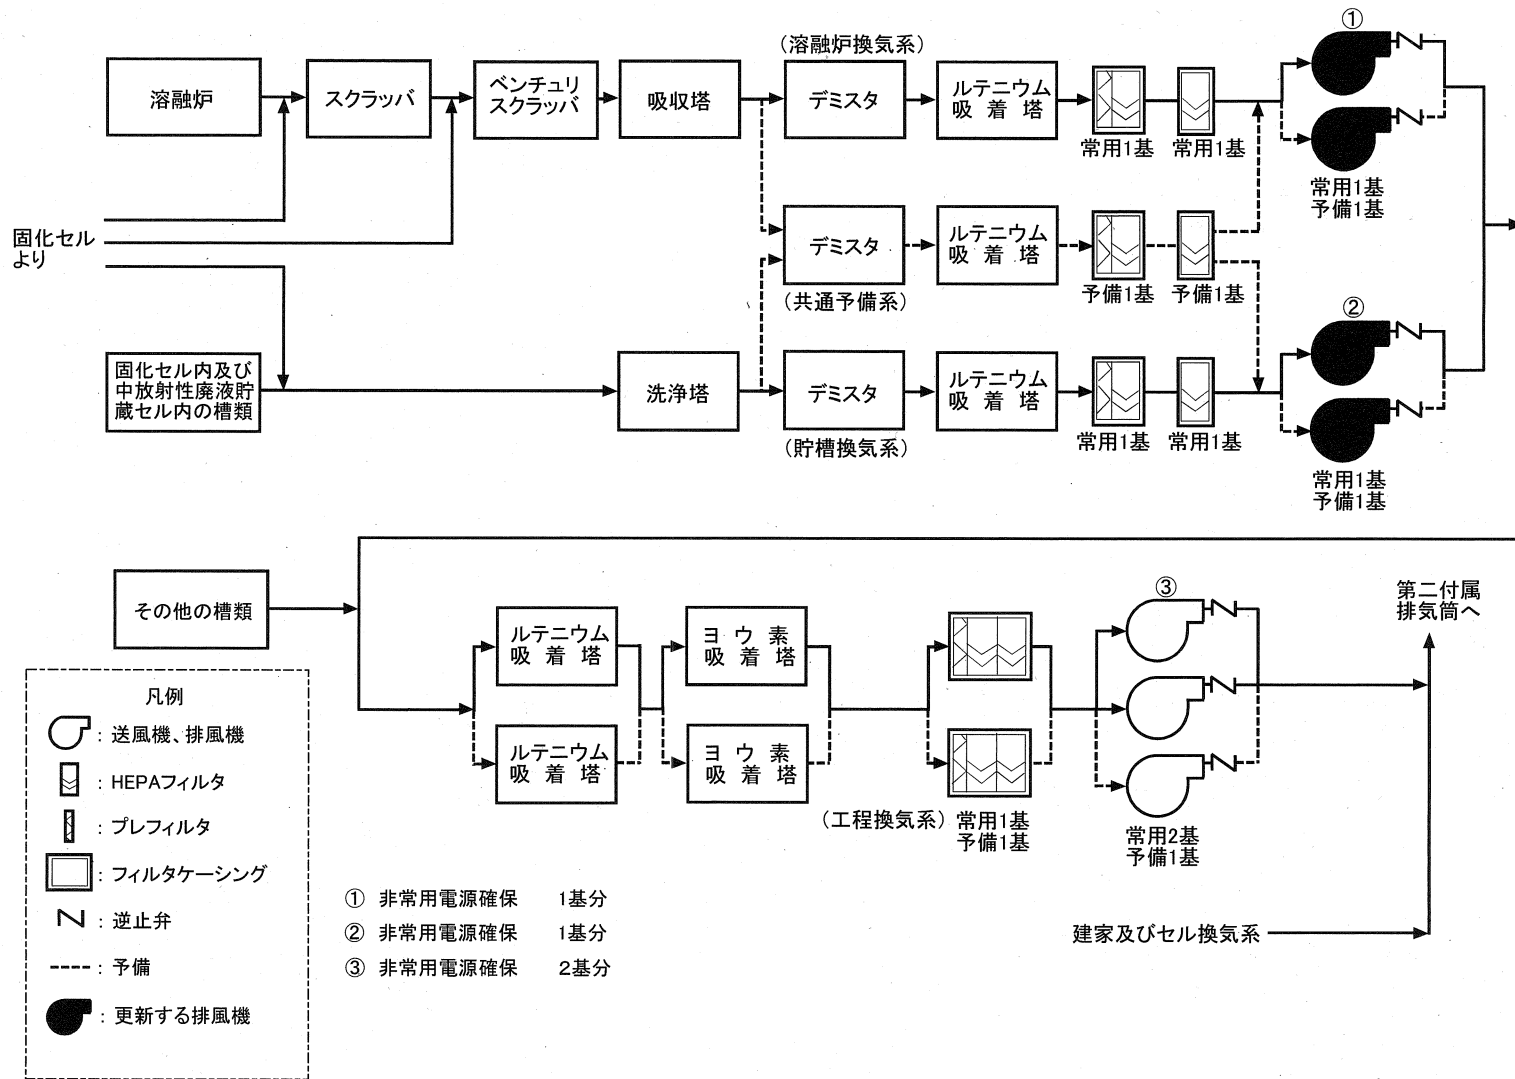 溶融炉
スクラッバ
ベンチュリ
スクラッバ
吸収塔
(溶融炉換気系)
デミスタ
ルテニウム
吸着塔
常用1基
常用1基
①
常用1基
予備1基
固化セル
より
デミスタ
(共通予備系)
ルテニウム
吸着塔
予備1基
予備1基
固化セル内及び
中放射性廃液貯
蔵セル内の槽類
洗浄塔
デミスタ
(貯槽換気系)
ルテニウム
吸着塔
常用1基
常用1基
②
常用1基
予備1基
その他の槽類
ルテニウム
吸着塔
ルテニウム
吸着塔
ヨウ素
吸着塔
ヨウ素
吸着塔
(工程換気系)
常用1基
予備1基
③
常用2基
予備1基
第二付属
排気筒へ
建家及びセル換気系
凡例
: 送風機、排風機
: HEPAフィルタ
: プレフィルタ
: フィルタケーシング
: 逆止弁
: 予備
: 更新する排風機
① 非常用電源確保 1基分
② 非常用電源確保 1基分
③ 非常用電源確保 2基分